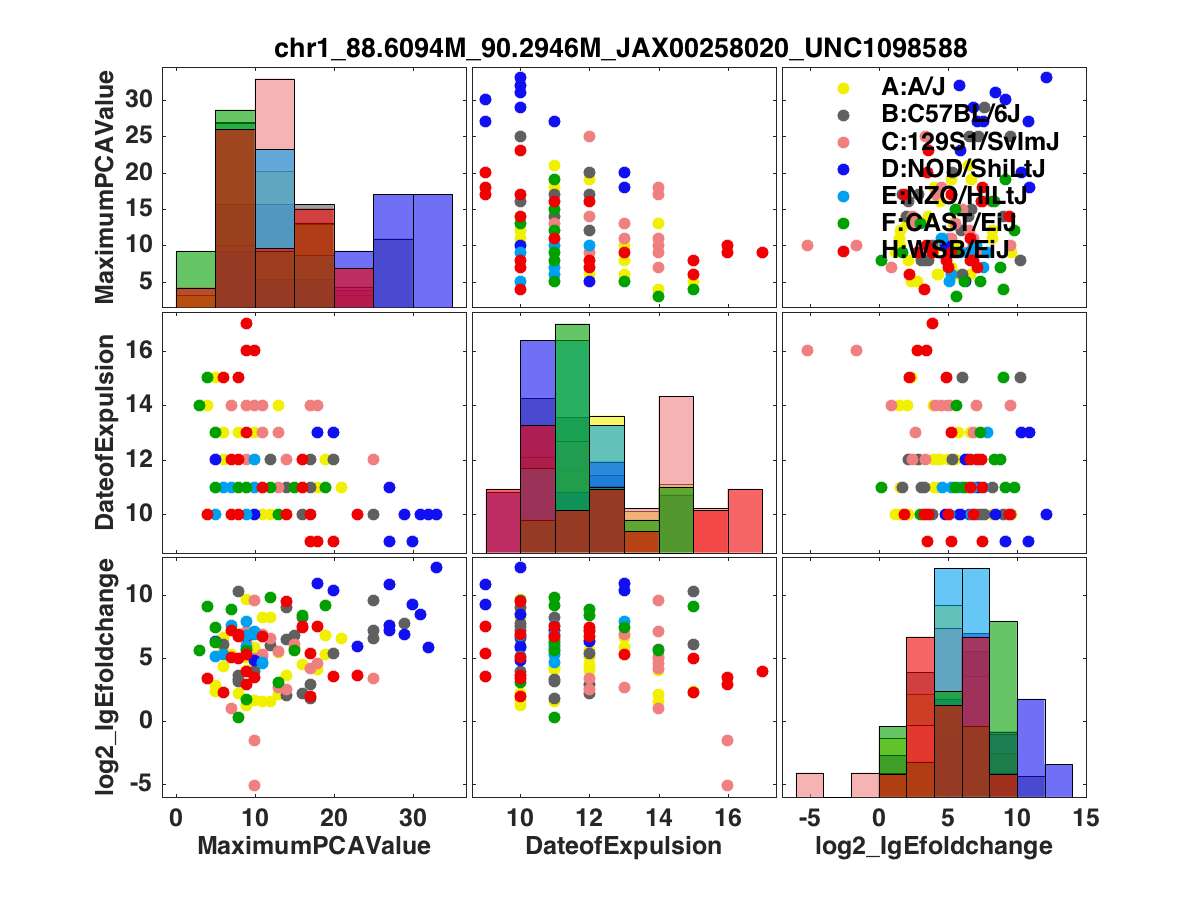 chr1_88.6094M_90.2946M_JAX00258020_UNC1098588
MaximumPCAValue
30
25
20
15
10
5
A:A/J
B:C57BL/6J
C:129S1/SvImJ
D:NOD/ShiLtJ
E:NZO/HILtJ
F:CAST/EiJ
H:WSB/EiJ
DateofExpulsion
16
14
12
10
log2_IgEfoldchange
10
5
0
-5
0 10 20 30
10 12 14 16
-5 0 5 10 15
MaximumPCAValue
DateofExpulsion
log2_IgEfoldchange